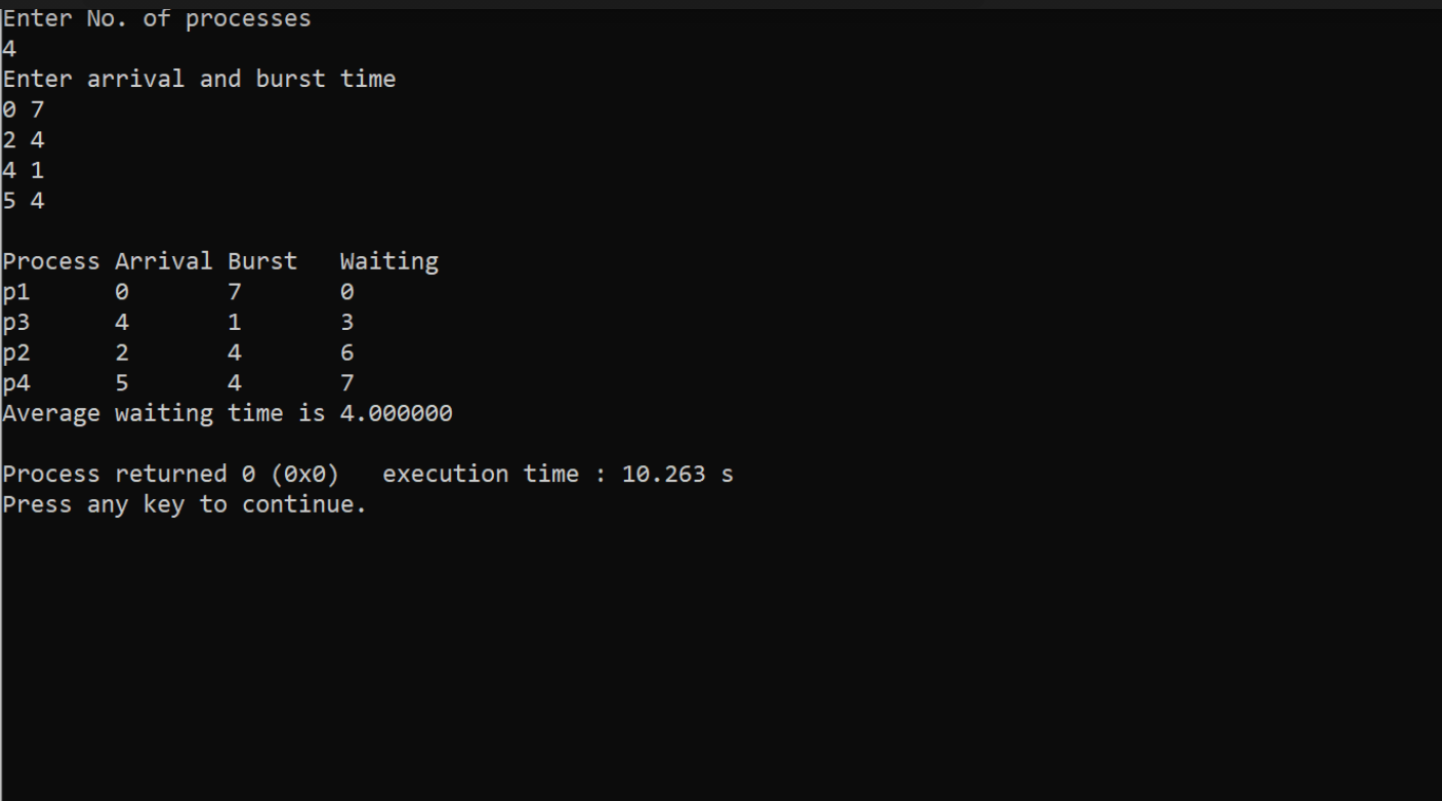 Enter No. of processes
4
Enter arrival and burst time
0 7
2 4
4 1
5 4

Process Arrival Burst   Waiting
p1      0       7       0
p3      4       1       3
p2      2       4       6
p4      5       4       7
Average waiting time is 4.000000

Process returned 0 (0x0)   execution time : 10.263 s
Press any key to continue.